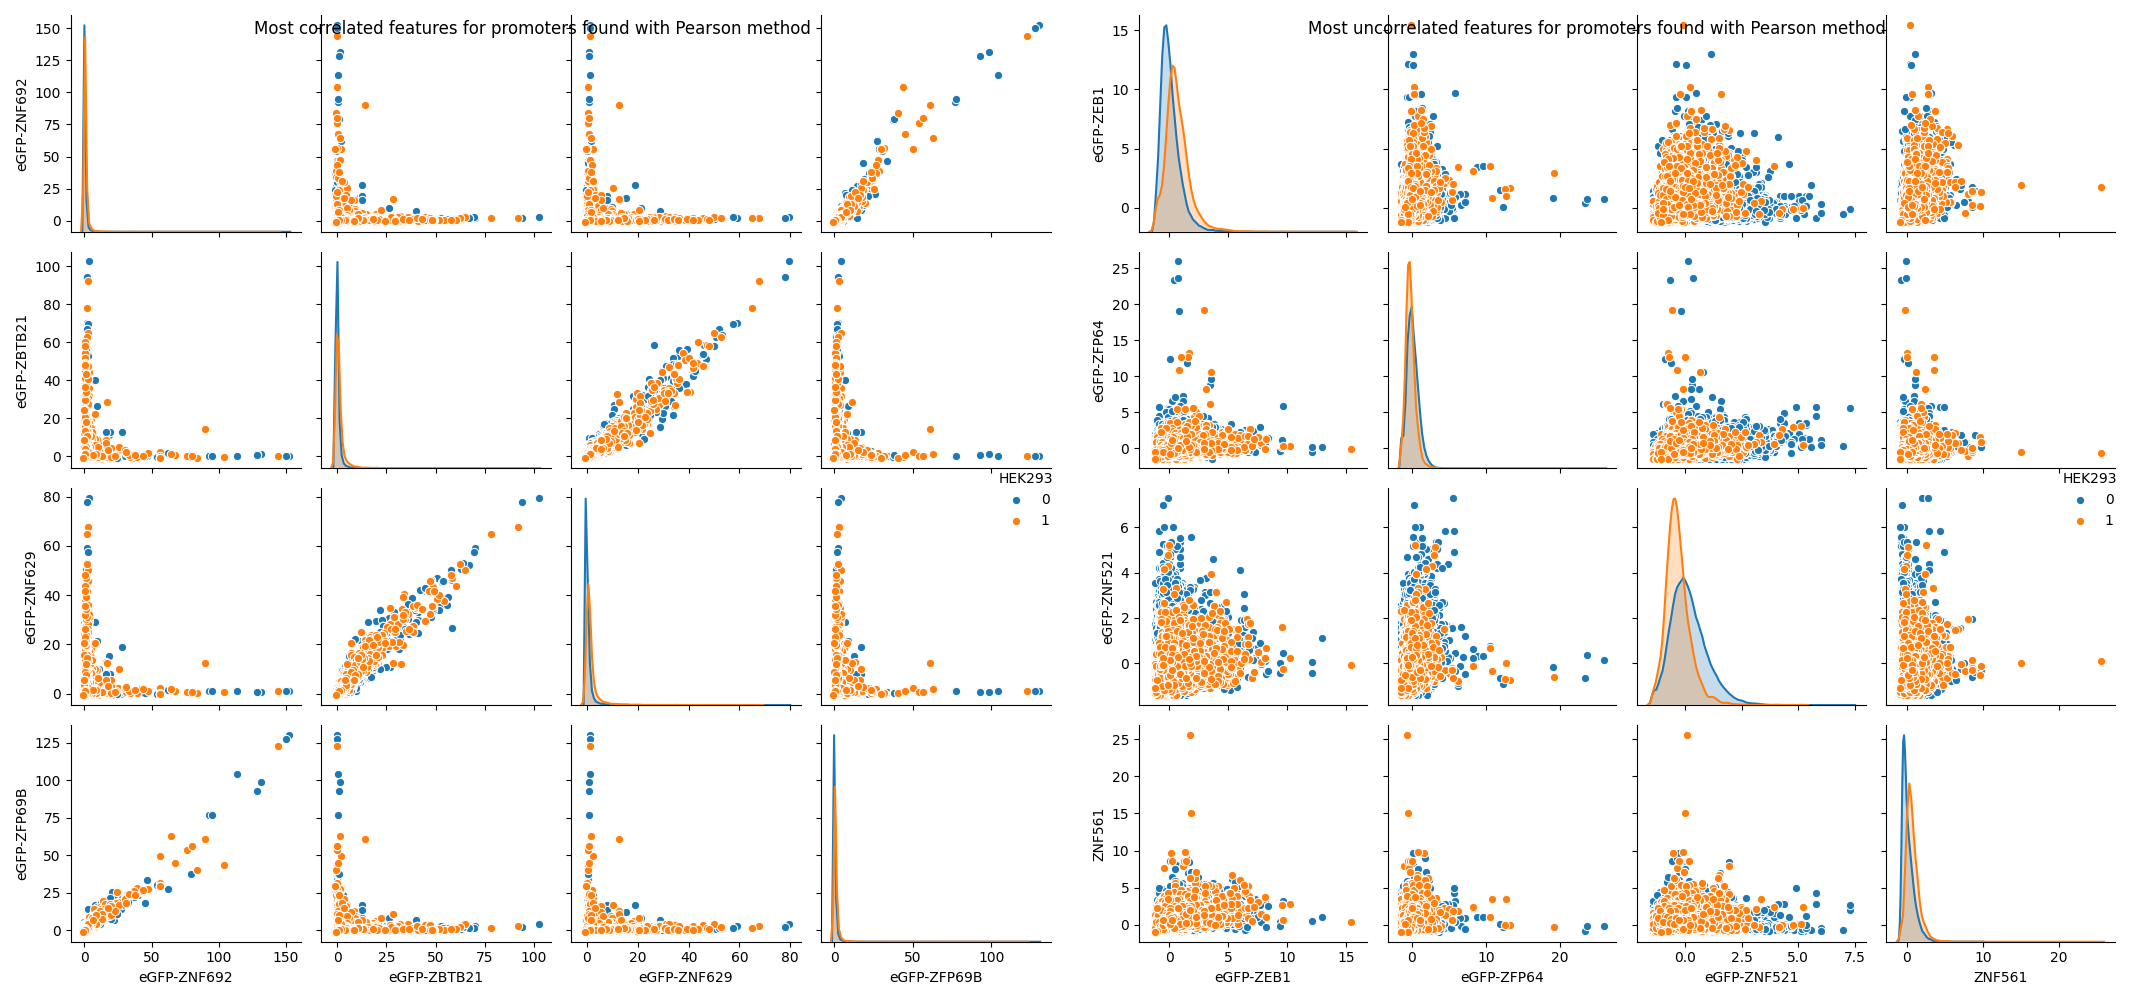 Most correlated features for promoters found with Pearson method
Most uncorrelated features for promoters found with Pearson method
eGFP-ZNF692
150
125
100
75
50
25
0
0
50
100
150
eGFP-ZEB1
15
10
5
0
eGFP-ZBTB21
100
80
60
40
20
0
eGFP-ZFP64
25
20
15
10
5
0
HEK293
0
1
HEK293
0
1
eGFP-ZNF629
80
60
40
20
0
eGFP-ZNF521
6
4
2
0
eGFP-ZFP69B
125
100
75
50
25
0
ZNF561
25
20
15
10
5
0
0 50 100 150
0 25 50 75 100
0 20 40 60 80
0 50 100
0 5 10 15
0 10 20
0.0 2.5 5.0 7.5
0 20
eGFP-ZNF692
eGFP-ZBTB21
eGFP-ZNF629
eGFP-ZFP69B
eGFP-ZEB1
eGFP-ZFP64
eGFP-ZNF521
ZNF561